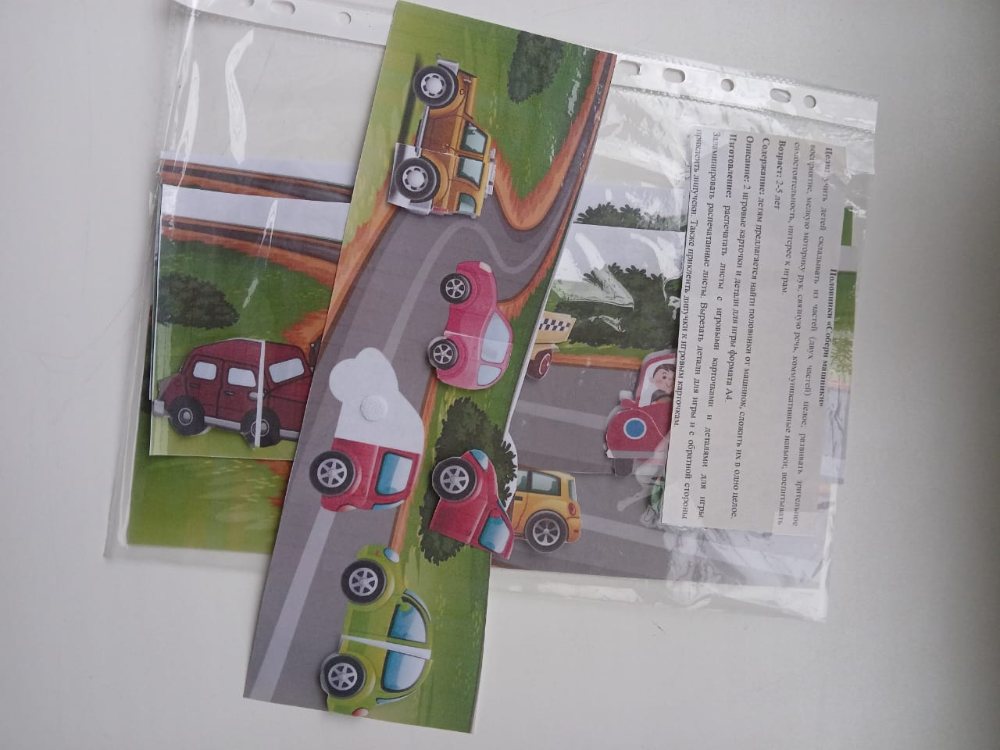 Половинки «Собери машинки»
Цели: учить детей складывать из частей (двух частей) целое; развивать зрительное
восприятие, мелкую моторику рук, связную речь, коммуникативные навыки, воспитывать
самостоятельность, интерес к играм.
Возраст: 2-5 лет
Содержание: детям предлагается найти половинки от машинок, сложить их в одно целое.
Описание: 2 игровые карточки и детали для игры формата А4.
Изготовление: распечатать листы с игровыми карточками и деталями для игры.
Заламинировать распечатанные листы. Вырезать детали для игры и с обратной стороны
приклеить липучски. Также приклеить липучки к игровым карточкам.